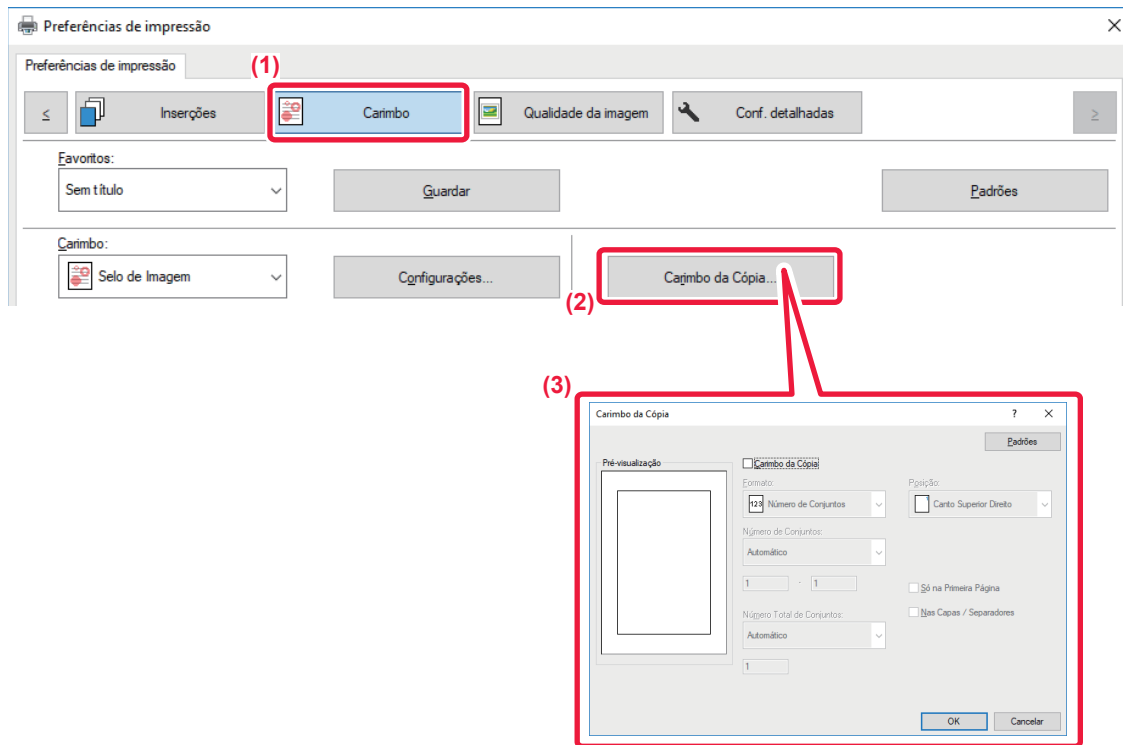 Preferências de impressão
Preferências de impressão
(1)
≤ Inserções Carimbo Qualidade da imagem Conf. detalhadas ≥
Favoritos:
Sem título Guardar Padrões
Carimbo:
Selo de Imagem Configurações... Carimbo da Cópia...
(2)
(3)
Carimbo da Cópia ?
Padrões
Pré-visualização Carimbo da Cópia
Formato: Posição:
123 Número de Conjuntos 1 Canto Superior Direito
Número de Conjuntos:
Automático
1 - 1 Só na Primeira Página
Número Total de Conjuntos: Nas Capas / Separadores
Automático
1
OK Cancelar